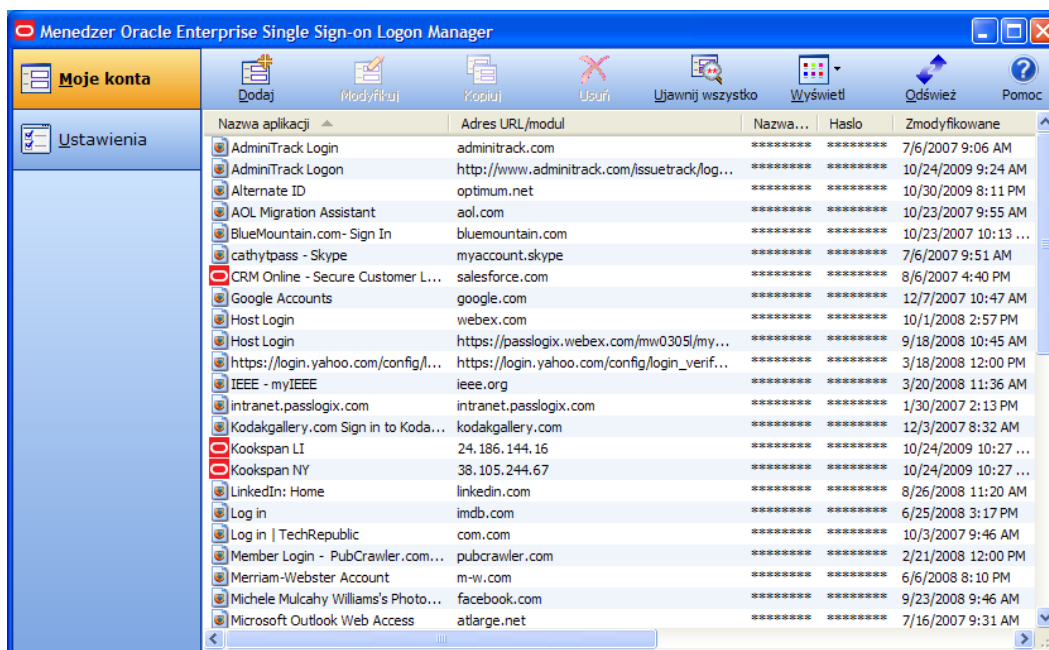 Menedzer Oracle Enterprise Single Sign-on Logon Manager
Moje konta
Ustawienia
Dodaj Modyfikuj Kopiuj Usuń Ujawnij wszystko Wyświetl Odśwież Pomoc
Nazwa aplikacji Adres URL/modul Nazwa... Haslo Zmodyfikowane
AdminiTrack Login adminitrack.com ******** ******** 7/6/2007 9:06 AM
AdminiTrack Logon http://www.adminitrack.com/issuetrack/log... ******** ******** 10/24/2009 9:24 AM
Alternate ID optimum.net ******** ******** 10/30/2009 8:11 PM
AOL Migration Assistant aol.com ******** ******** 10/23/2007 9:55 AM
BlueMountain.com- Sign In bluemountain.com ******** ******** 10/23/2007 10:13 ...
cathytpass - Skype myaccount.skype ******** ******** 7/6/2007 9:51 AM
CRM Online - Secure Customer L... salesforce.com ******** ******** 8/6/2007 4:40 PM
Google Accounts google.com ******** ******** 12/7/2007 10:47 AM
Host Login webex.com ******** ******** 10/1/2008 2:57 PM
Host Login https://passlogix.webex.com/mw0305l/my... ******** ******** 9/18/2008 10:45 AM
https://login.yahoo.com/config/l... https://login.yahoo.com/config/login_verif... ******** ******** 3/18/2008 12:00 PM
IEEE - myIEEE ieee.org ******** ******** 3/20/2008 11:36 AM
intranet.passlogix.com intranet.passlogix.com ******** ******** 1/30/2007 2:13 PM
Kodakgallery.com Sign in to Koda... kodakgallery.com ******** ******** 12/3/2007 8:32 AM
Kookspan LI 24.186.144.16 ******** ******** 10/24/2009 10:27 ...
Kookspan NY 38.105.244.67 ******** ******** 10/24/2009 10:27 ...
LinkedIn: Home linkedin.com ******** ******** 8/26/2008 11:20 AM
Log in imdb.com ******** ******** 6/25/2008 3:17 PM
Log in | TechRepublic com.com ******** ******** 10/3/2007 9:46 AM
Member Login - PubCrawler.com... pubcrawler.com ******** ******** 2/21/2008 12:00 PM
Merriam-Webster Account m-w.com ******** ******** 6/6/2008 8:10 PM
Michele Mulcahy Williams's Photo... facebook.com ******** ******** 9/23/2008 9:46 AM
Microsoft Outlook Web Access atlarge.net ******** ******** 7/16/2007 9:31 AM